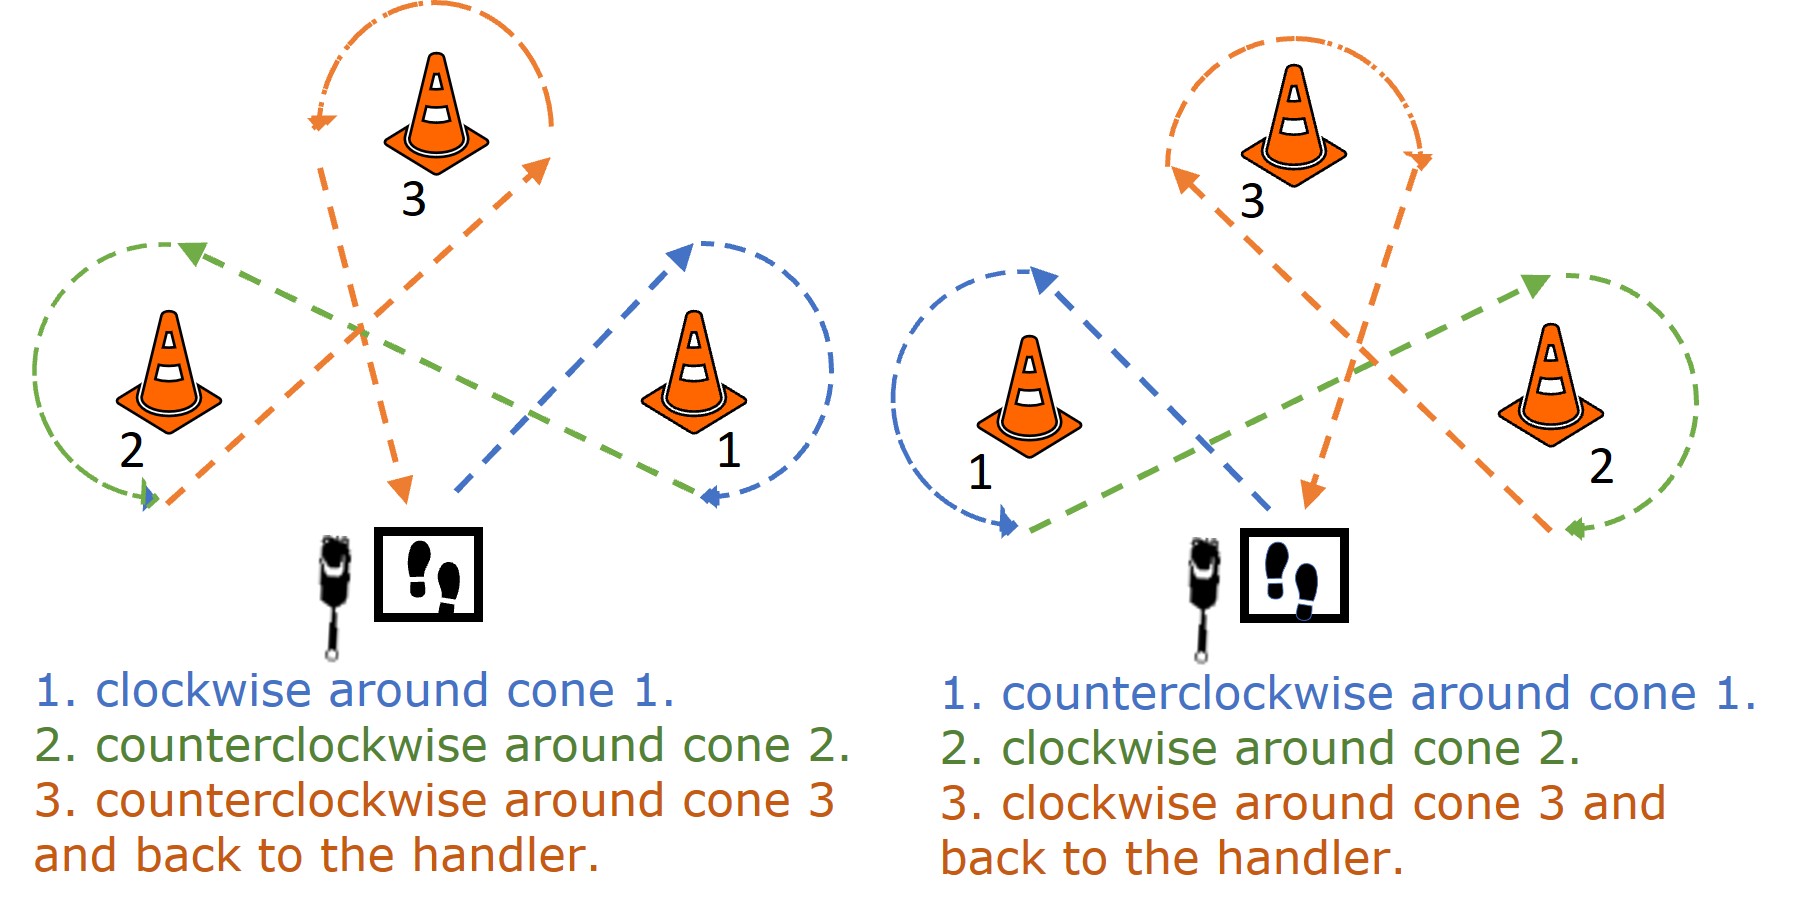 3
2
1
1. clockwise around cone 1.
2. counterclockwise around cone 2.
3. counterclockwise around cone 3
and back to the handler.
3
1
2
1. counterclockwise around cone 1.
2. clockwise around cone 2.
3. clockwise around cone 3 and
back to the handler.